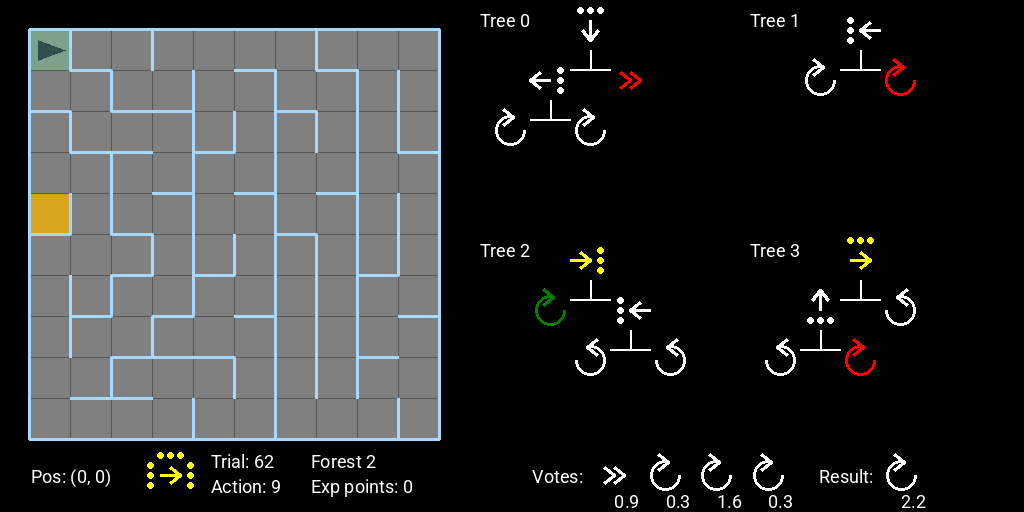 Tree 0
Tree 1
Tree 2
Tree 3
Pos: (0, 0)
Trial: 62
Forest 2
Action: 9
Exp points: 0
Votes:
Result:
0.9
0.3
1.6
0.3
2.2